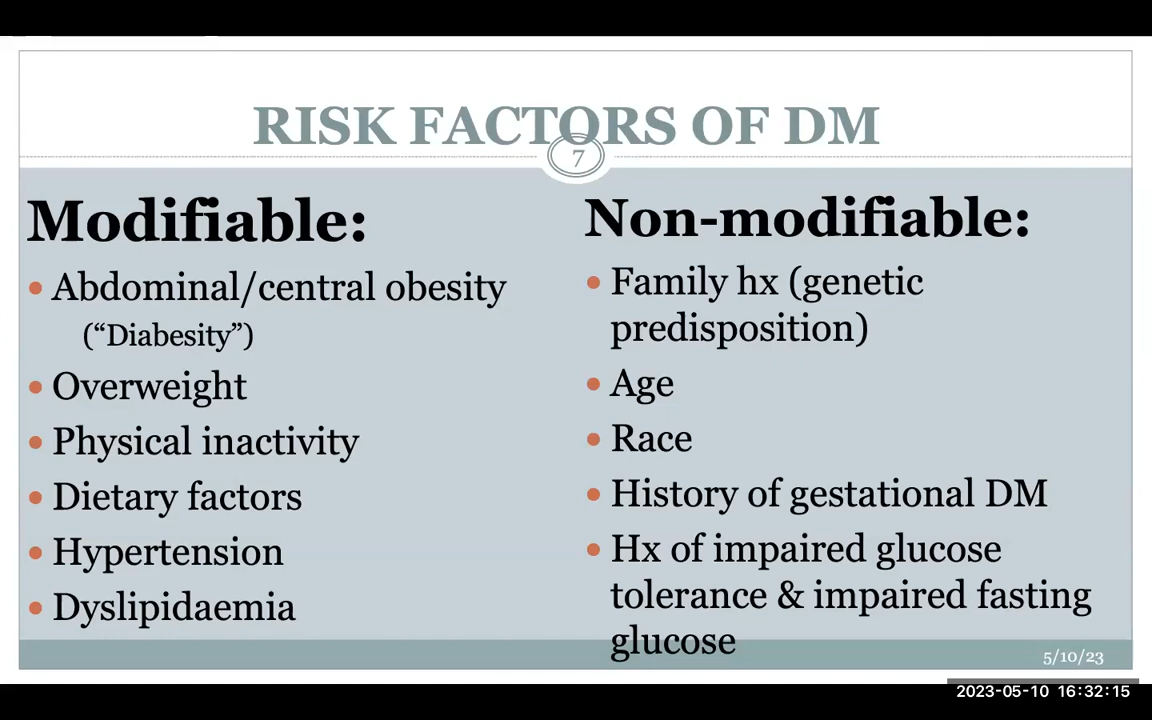 RISK FACTORS OF DM
7
Modifiable:
• Abdominal/central obesity
(“Diabesity”)
• Overweight
• Physical inactivity
• Dietary factors
• Hypertension
• Dyslipidaemia
Non-modifiable:
• Family hx (genetic
predisposition)
• Age
• Race
• History of gestational DM
• Hx of impaired glucose
tolerance & impaired fasting
glucose
5/10/23
2023-05-10 16:32:15